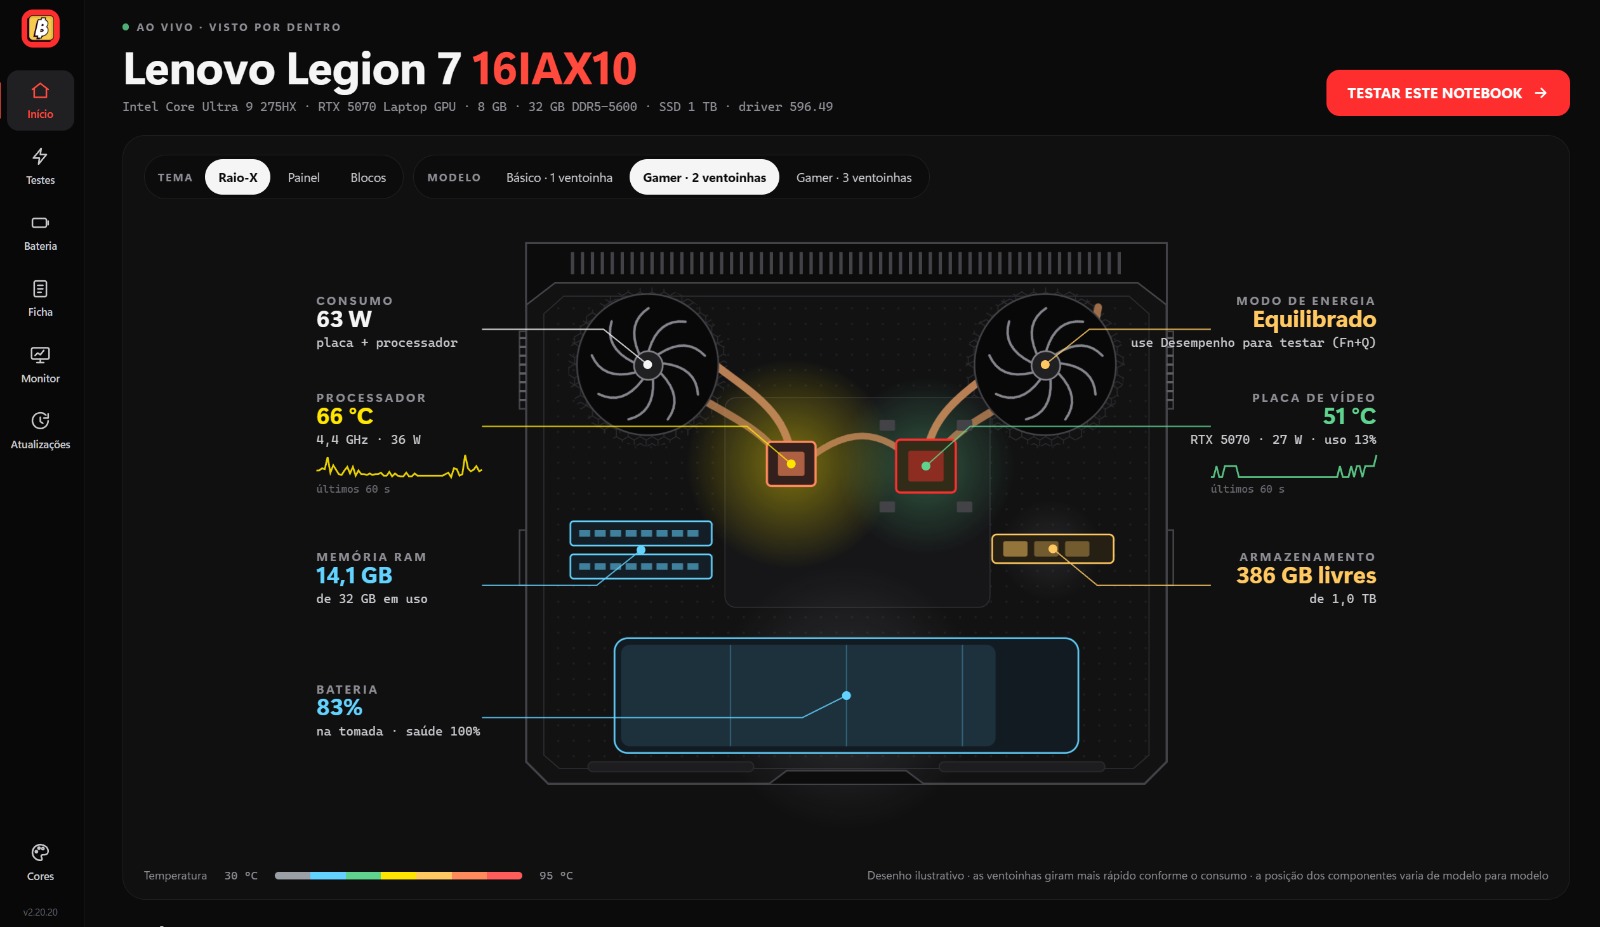 AO VIVO · VISTO POR DENTRO
Lenovo Legion 7 16IAX10
Intel Core Ultra 9 275HX · RTX 5070 Laptop GPU · 8 GB · 32 GB DDR5-5600 · SSD 1 TB · driver 596.49
TESTAR ESTE NOTEBOOK →
Início
Testes
Bateria
Ficha
Monitor
Atualizações
Cores
v2.20.20
TEMA Raio-X Painel Blocos
MODELO Básico · 1 ventoinha Gamer · 2 ventoinhas Gamer · 3 ventoinhas
CONSUMO
63 W
placa + processador
PROCESSADOR
66 °C
4,4 GHz · 36 W
últimos 60 s
MEMÓRIA RAM
14,1 GB
de 32 GB em uso
BATERIA
83%
na tomada · saúde 100%
MODO DE ENERGIA
Equilibrado
use Desempenho para testar (Fn+Q)
PLACA DE VÍDEO
51 °C
RTX 5070 · 27 W · uso 13%
últimos 60 s
ARMAZENAMENTO
386 GB livres
de 1,0 TB
Temperatura 30 °C 95 °C
Desenho ilustrativo · as ventoinhas giram mais rápido conforme o consumo · a posição dos componentes varia de modelo para modelo